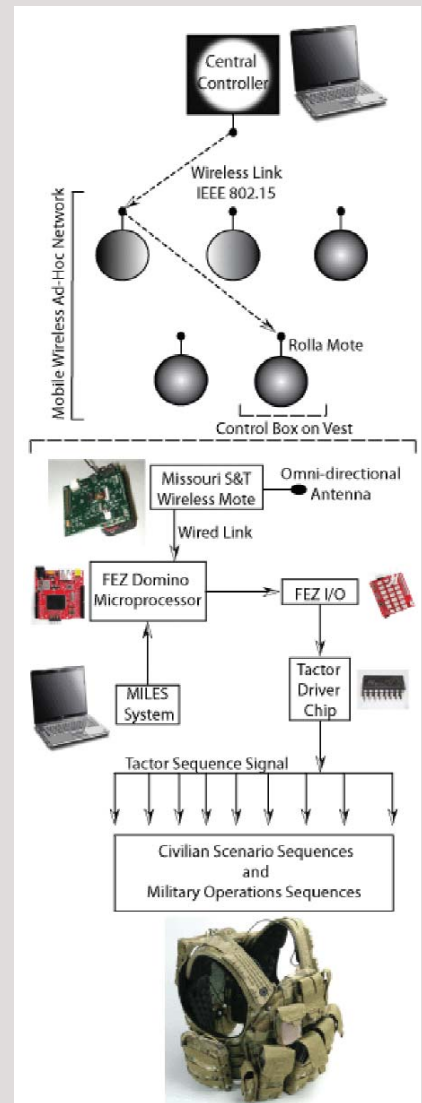 Central
Controller
Wireless Link
IEEE 802.15
Mobile Wireless Ad-Hoc Network
Rolla Mote
Control Box on Vest
Missouri S&T
Wireless Mote
Omni-directional
Antenna
Wired Link
FEZ Domino
Microprocessor
FEZ I/O
MILES
System
Tactor
Driver
Chip
Tactor Sequence Signal
Civilian Scenario Sequences
and
Military Operations Sequences